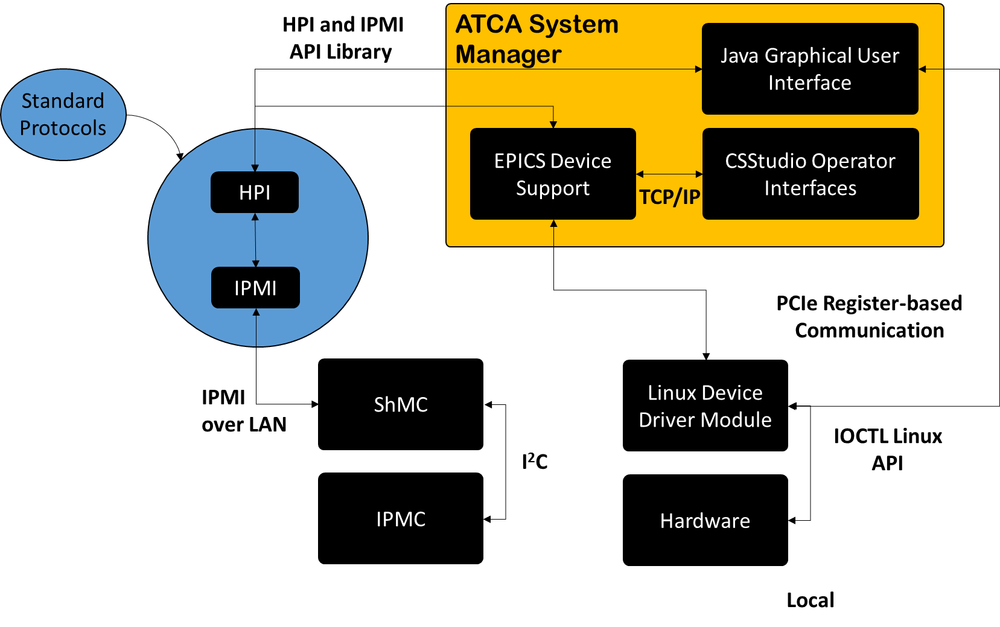 HPI and IPMI
API Library
ATCA System
Manager
Java Graphical User
Interface
Standard
Protocols
EPICS Device
Support
TCP/IP
CSStudio Operator
Interfaces
HPI
IPMI
PCIe Register-based
Communication
IPMI
over LAN
ShMC
I²C
IPMC
Linux Device
Driver Module
IOCTL Linux
API
Hardware
Local